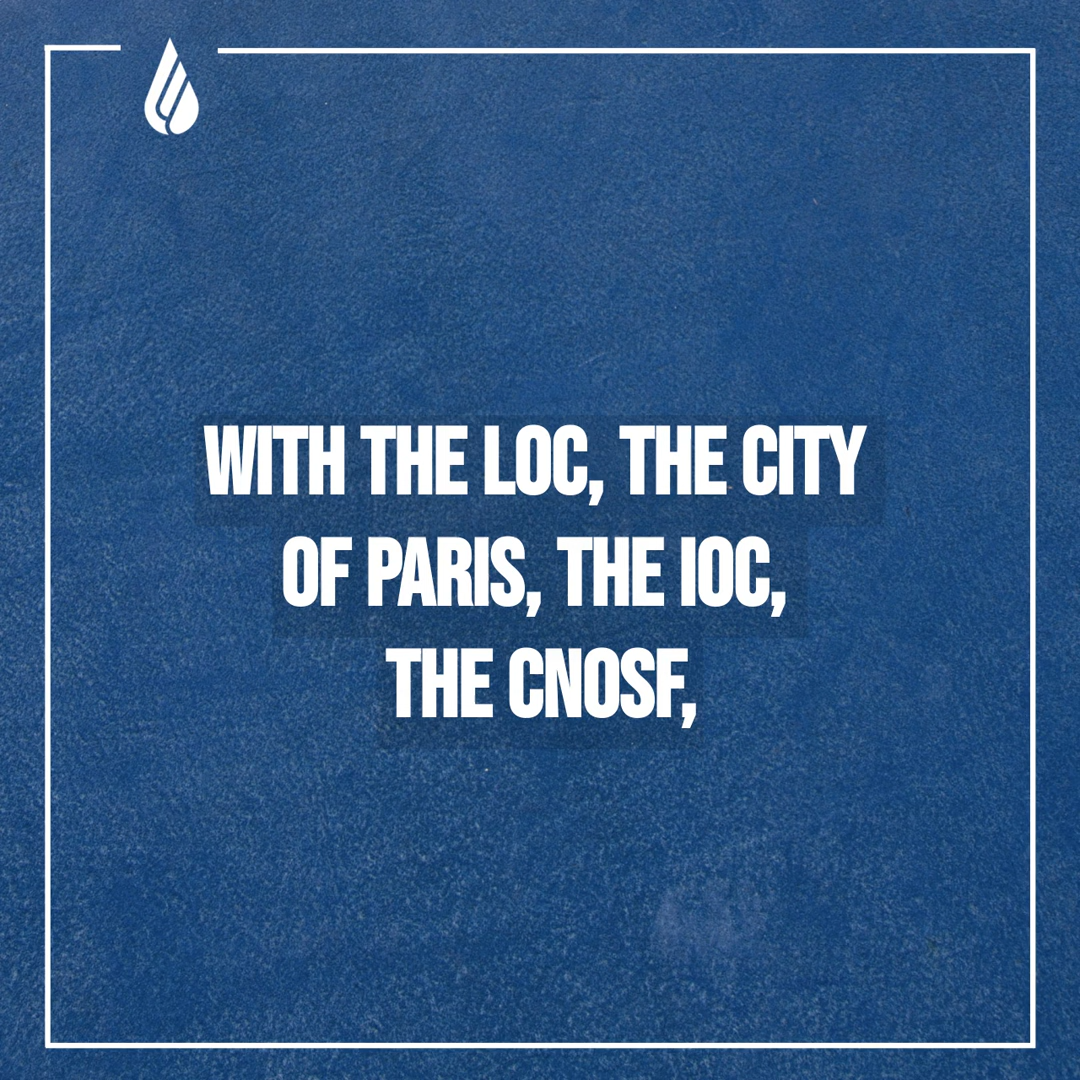 WITH THE LOC, THE CITY
OF PARIS, THE IOC,
THE CNOSF,